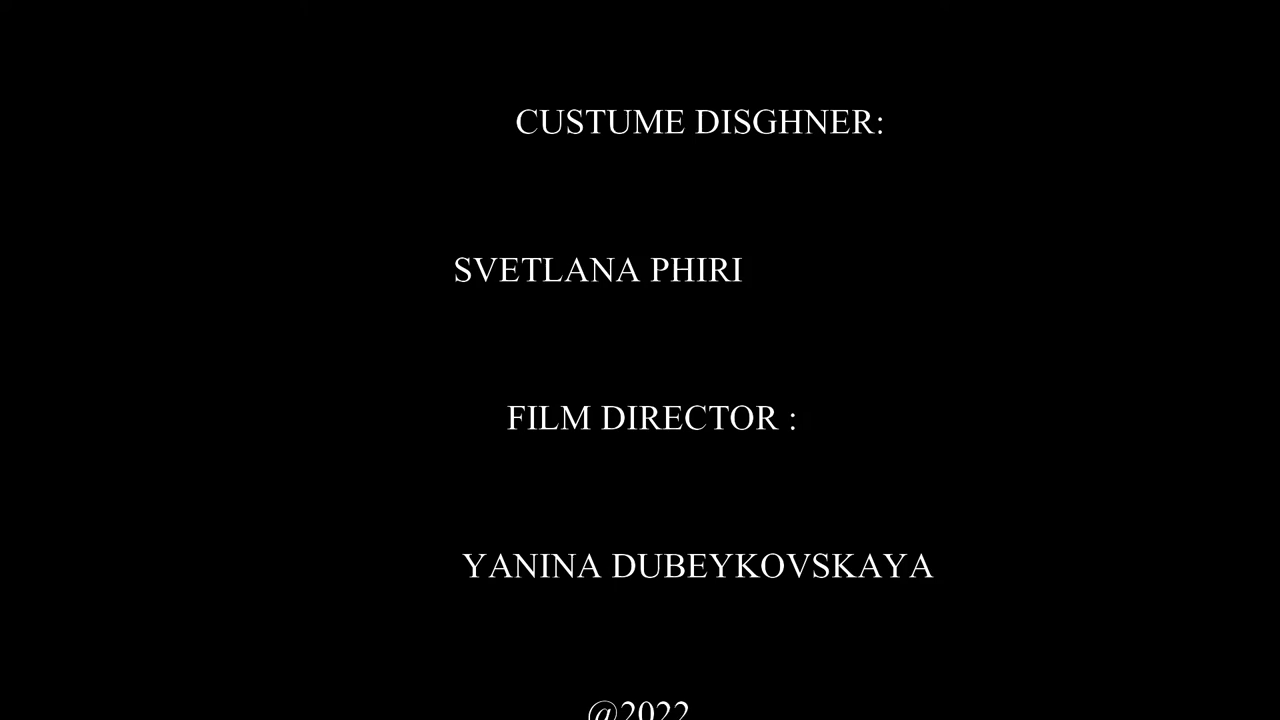 CUSTUME DISGHNER:
SVETLANA PHIRI
FILM DIRECTOR :
YANINA DUBEYKOVSKAYA
@2022